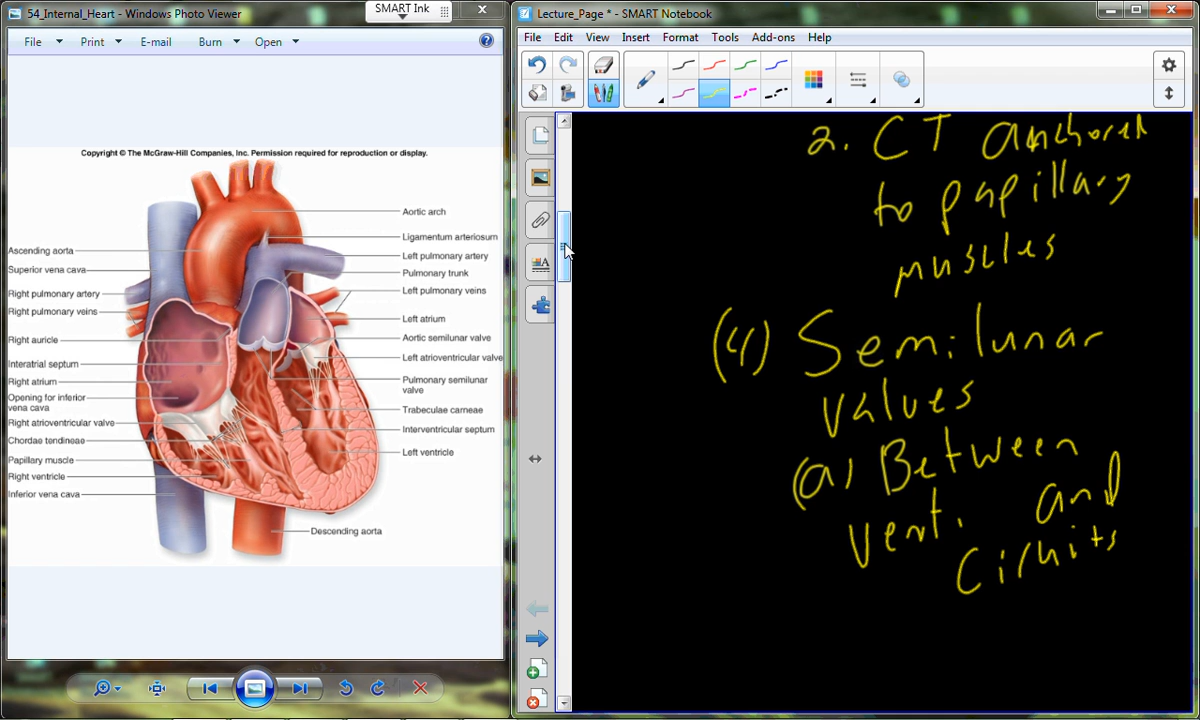 54_Internal_Heart - Windows Photo Viewer
SMART Ink
File Print E-mail Burn Open
Copyright © The McGraw-Hill Companies, Inc. Permission required for reproduction or display.
Ascending aorta
Superior vena cava
Right pulmonary artery
Right pulmonary veins
Right auricle
Interatrial septum
Right atrium
Opening for inferior
vena cava
Right atrioventricular valve
Chordae tendineae
Papillary muscle
Right ventricle
Inferior vena cava
Aortic arch
Ligamentum arteriosum
Left pulmonary artery
Pulmonary trunk
Left pulmonary veins
Left atrium
Aortic semilunar valve
Left atrioventricular valve
Pulmonary semilunar
valve
Trabeculae carneae
Interventricular septum
Left ventricle
Descending aorta
Lecture_Page * - SMART Notebook
File Edit View Insert Format Tools Add-ons Help
2. CT anchored
to papillary
muscles
(4) Semilunar
valves
(a) Between
vent. and
Circuits